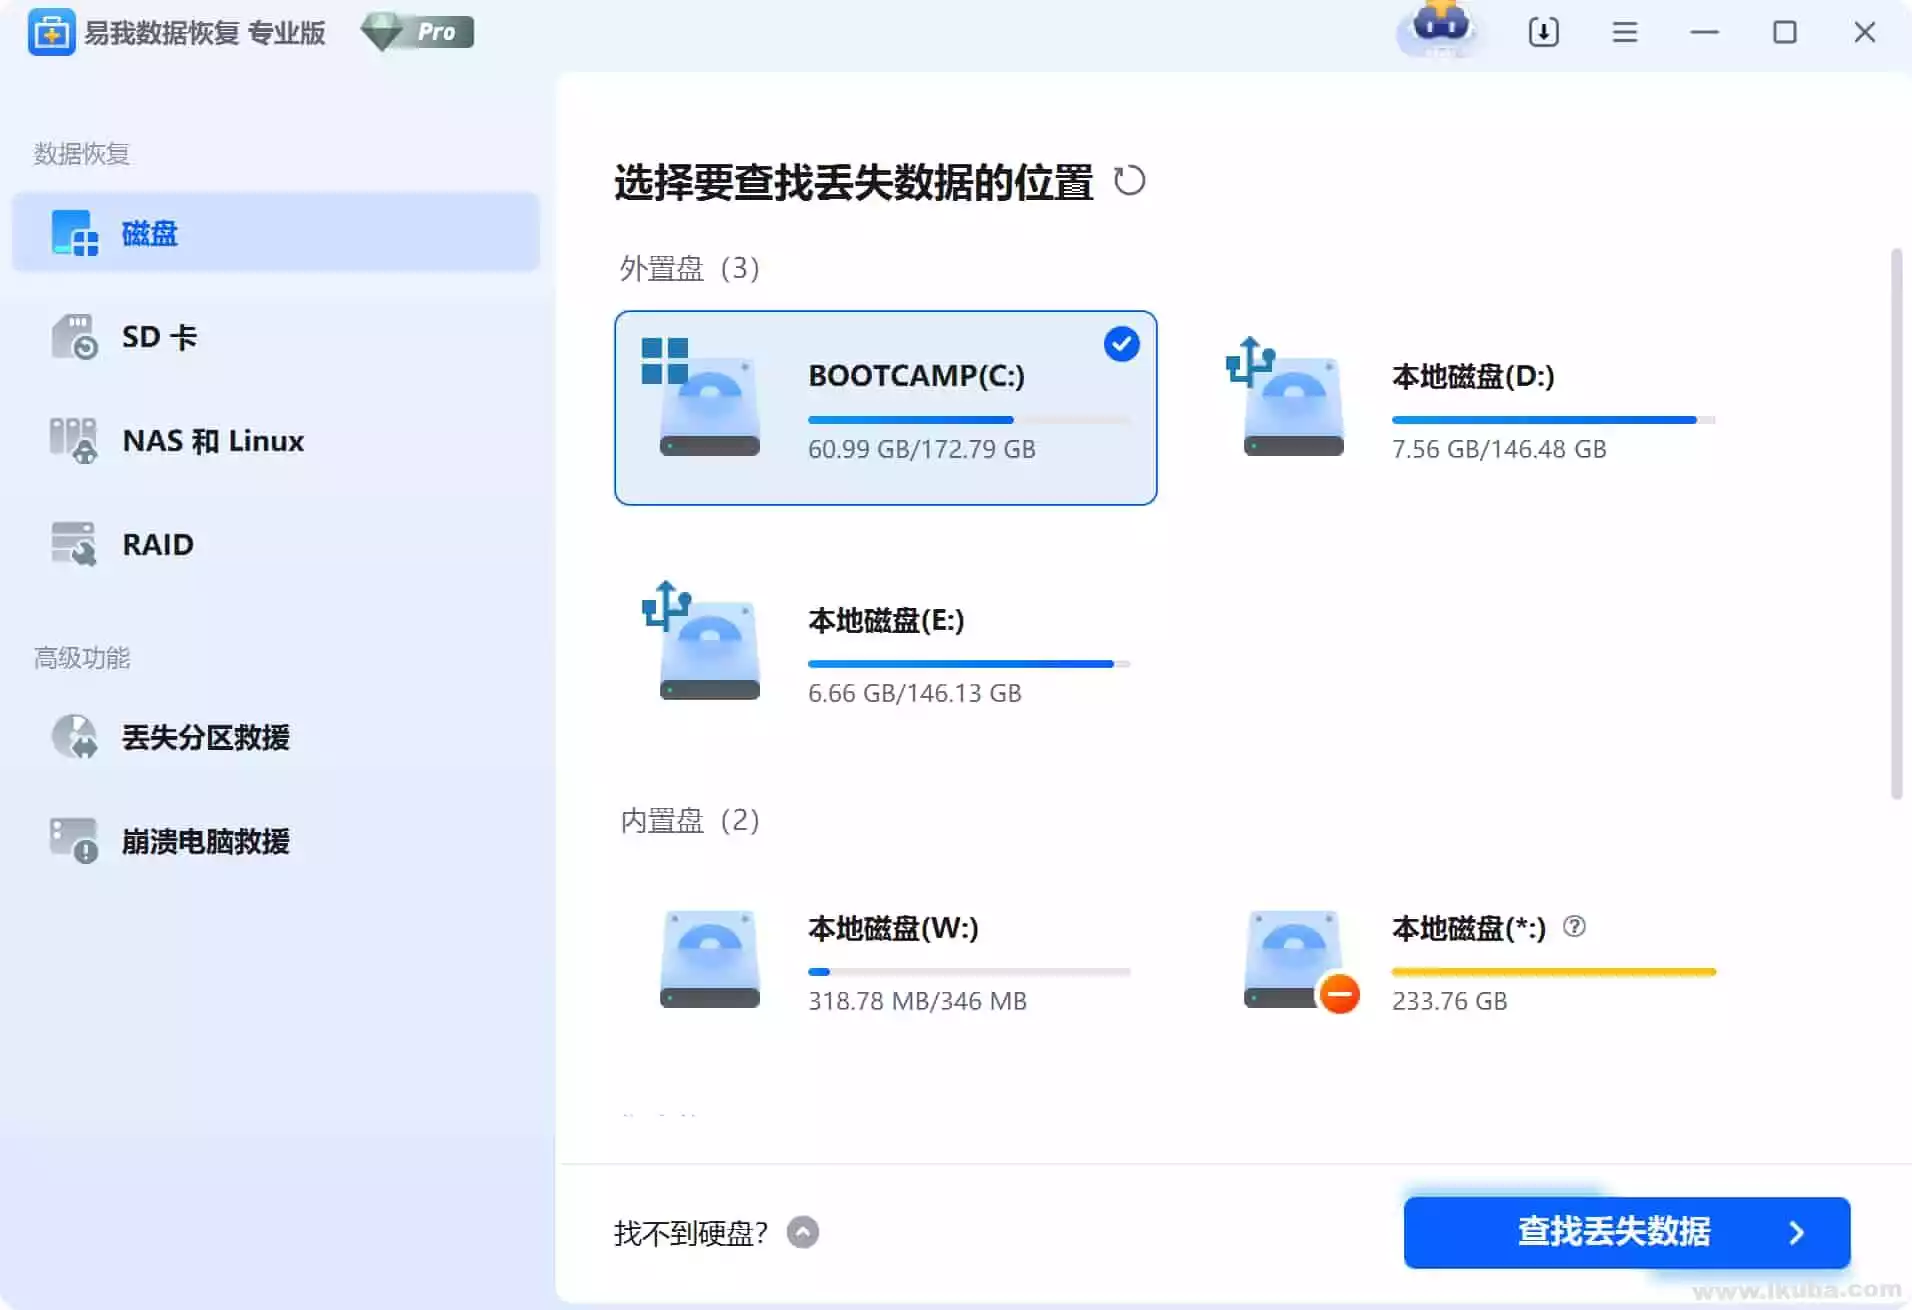 易我数据恢复 专业版
Pro
数据恢复
磁盘
SD 卡
NAS 和 Linux
RAID
高级功能
丢失分区救援
崩溃电脑救援
选择要查找丢失数据的位置
外置盘（3）
BOOTCAMP(C:)
60.99 GB/172.79 GB
本地磁盘(D:)
7.56 GB/146.48 GB
本地磁盘(E:)
6.66 GB/146.13 GB
内置盘（2）
本地磁盘(W:)
318.78 MB/346 MB
本地磁盘(*:)
233.76 GB
找不到硬盘?
查找丢失数据
www.ikuba.com